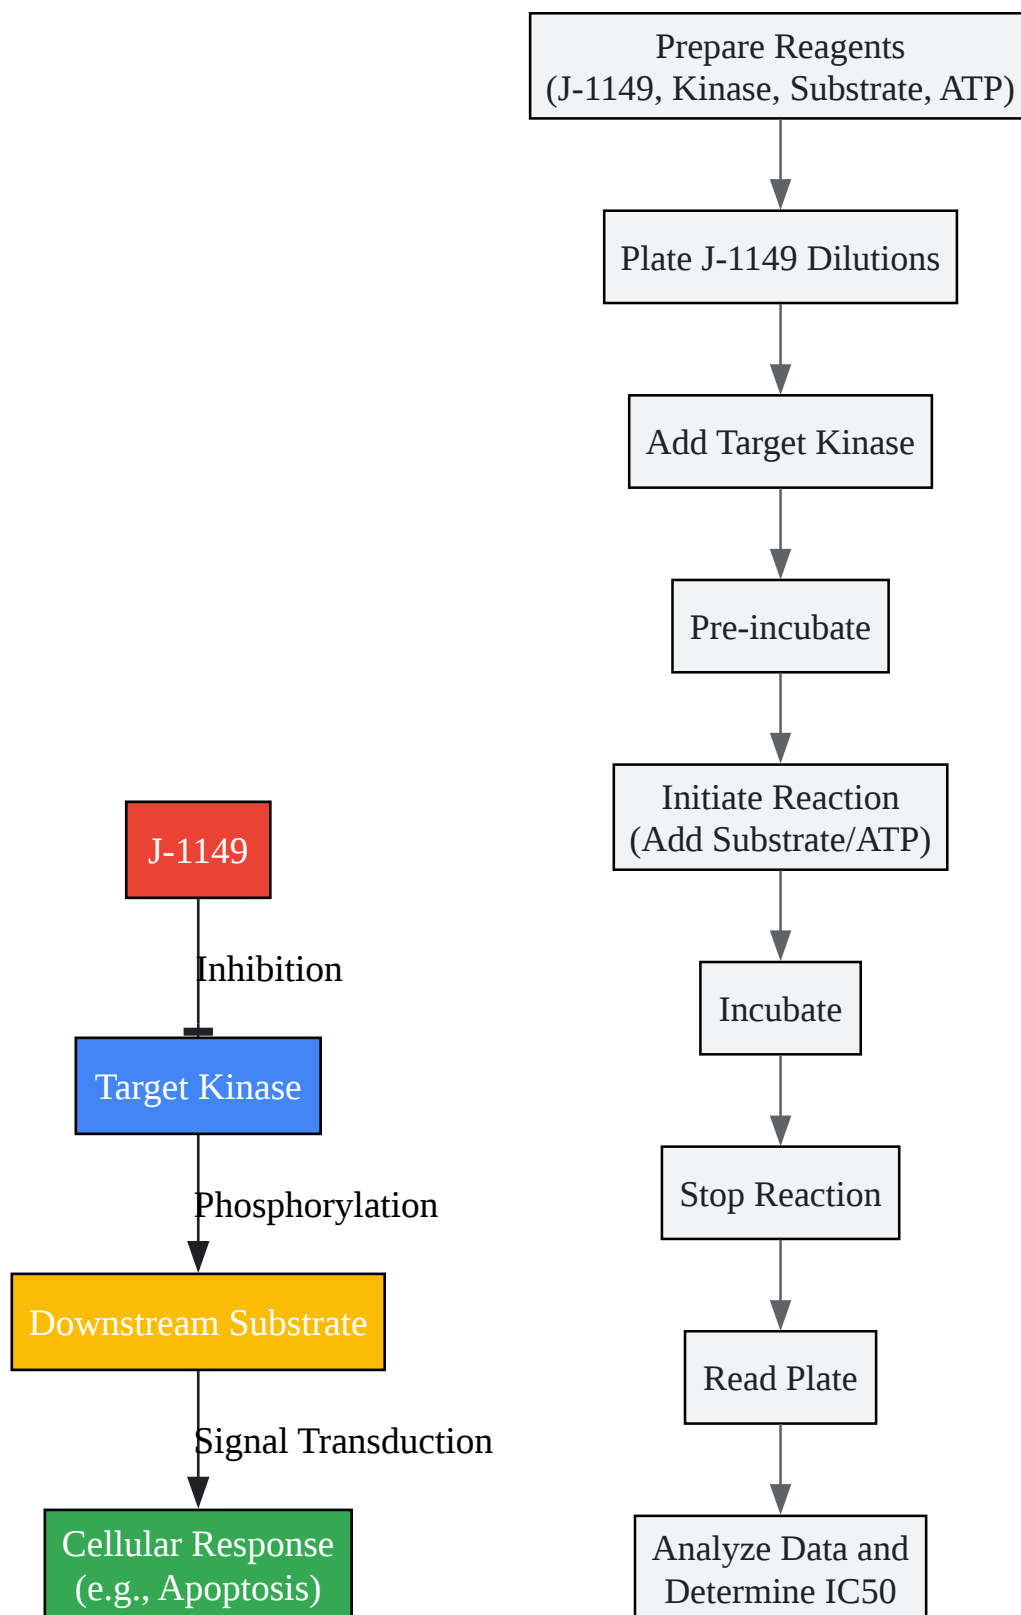 J-1149
Inhibition
Target Kinase
Phosphorylation
Downstream Substrate
Signal Transduction
Cellular Response
(e.g., Apoptosis)
Prepare Reagents
(J-1149, Kinase, Substrate, ATP)
Plate J-1149 Dilutions
Add Target Kinase
Pre-incubate
Initiate Reaction
(Add Substrate/ATP)
Incubate
Stop Reaction
Read Plate
Analyze Data and
Determine IC50